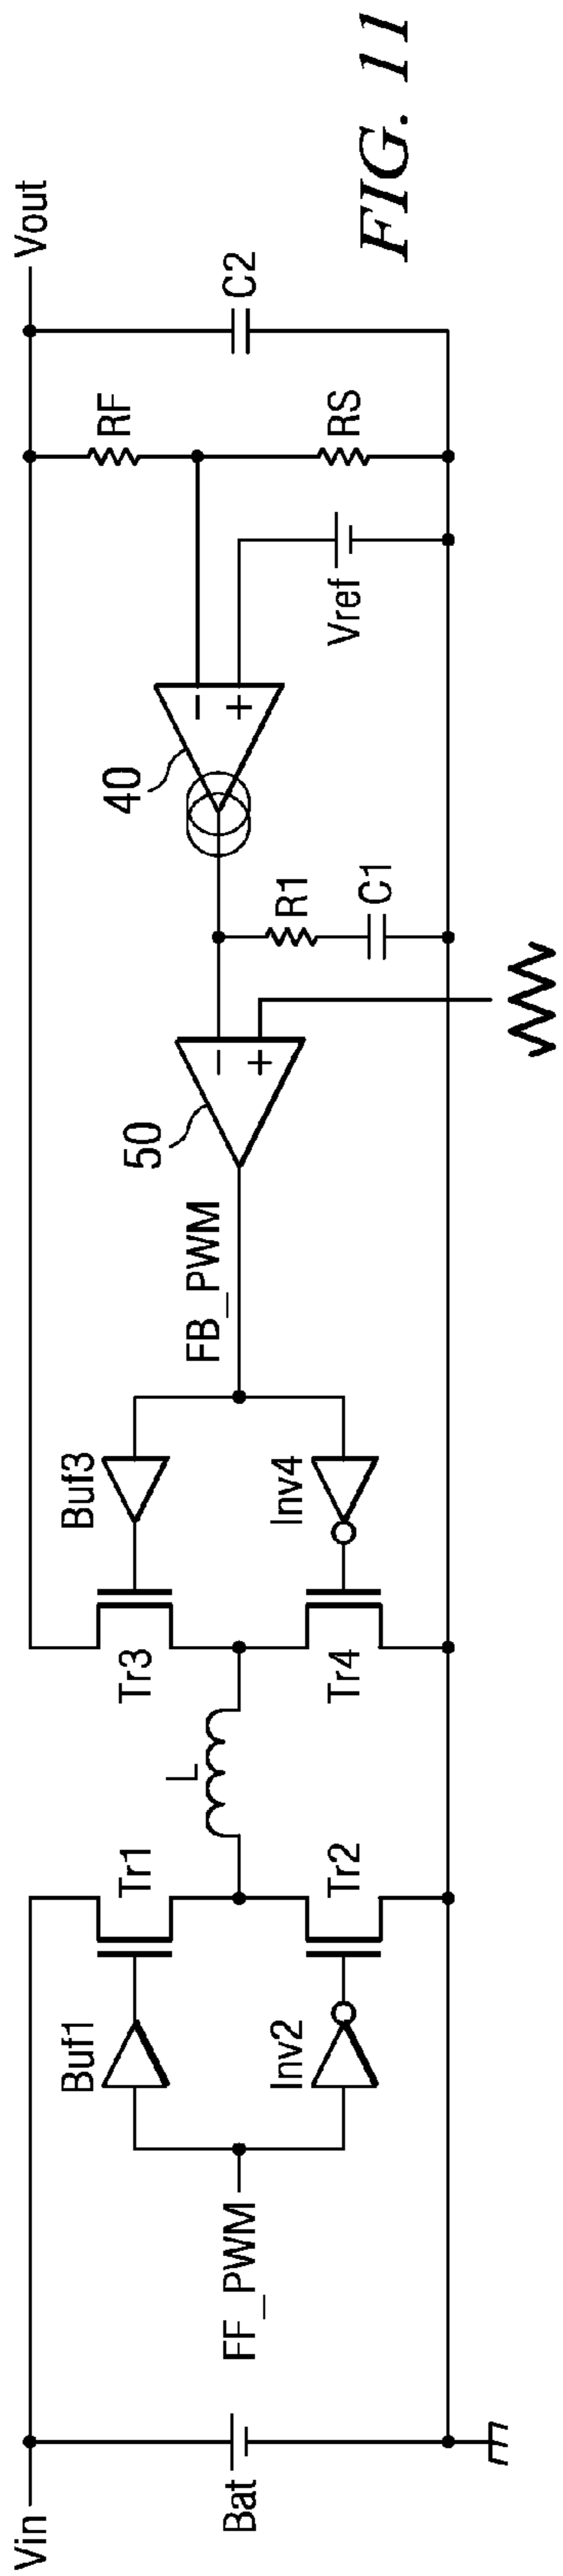 Vin
Vout
Bat
FF_PWM
Buf1
Inv2
Tr1
Tr2
L
Tr3
Tr4
Buf3
Inv4
FB_PWM
50
−
+
R1
C1
40
−
+
Vref
RF
RS
C2
FIG. 11